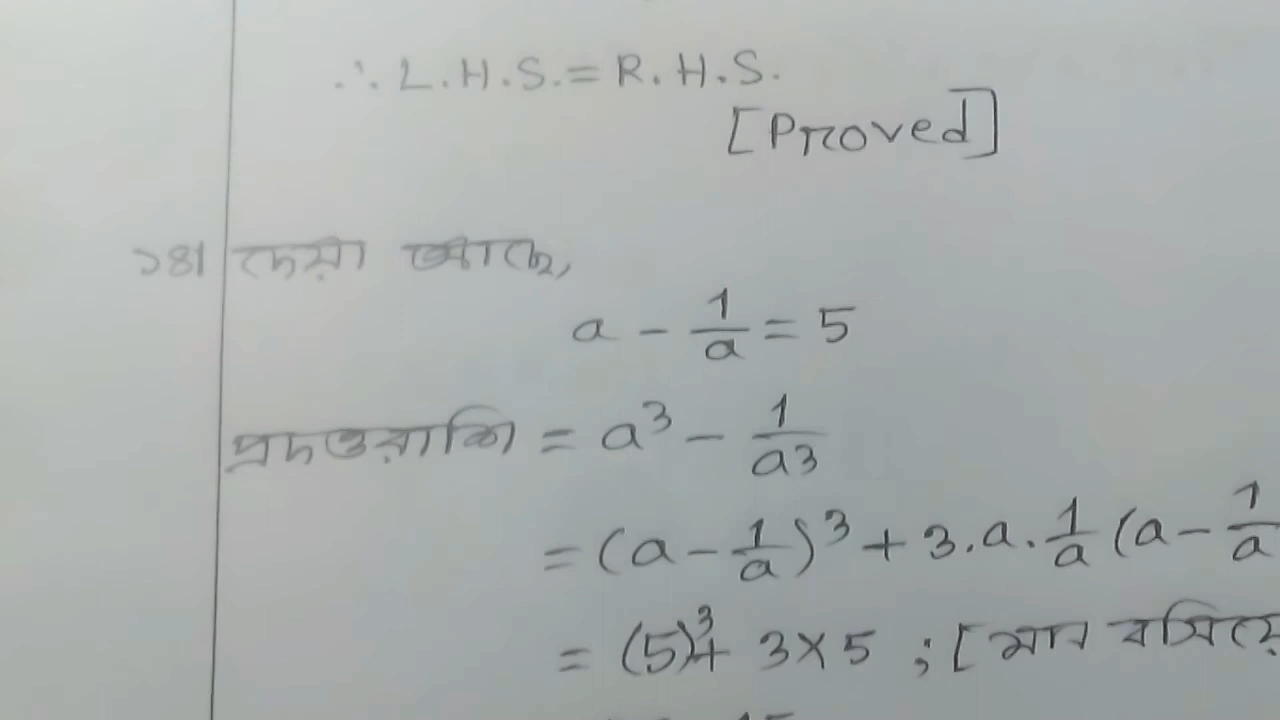 ∴ L.H.S. = R.H.S.
[Proved]
১৪। দেয়া আছে,
a - 1/a = 5
প্রদত্তরাশি = a³ - 1/a³
= (a - 1/a)³ + 3.a.1/a (a - 1/a
= (5)³ + 3×5 ; [মান বসিয়ে